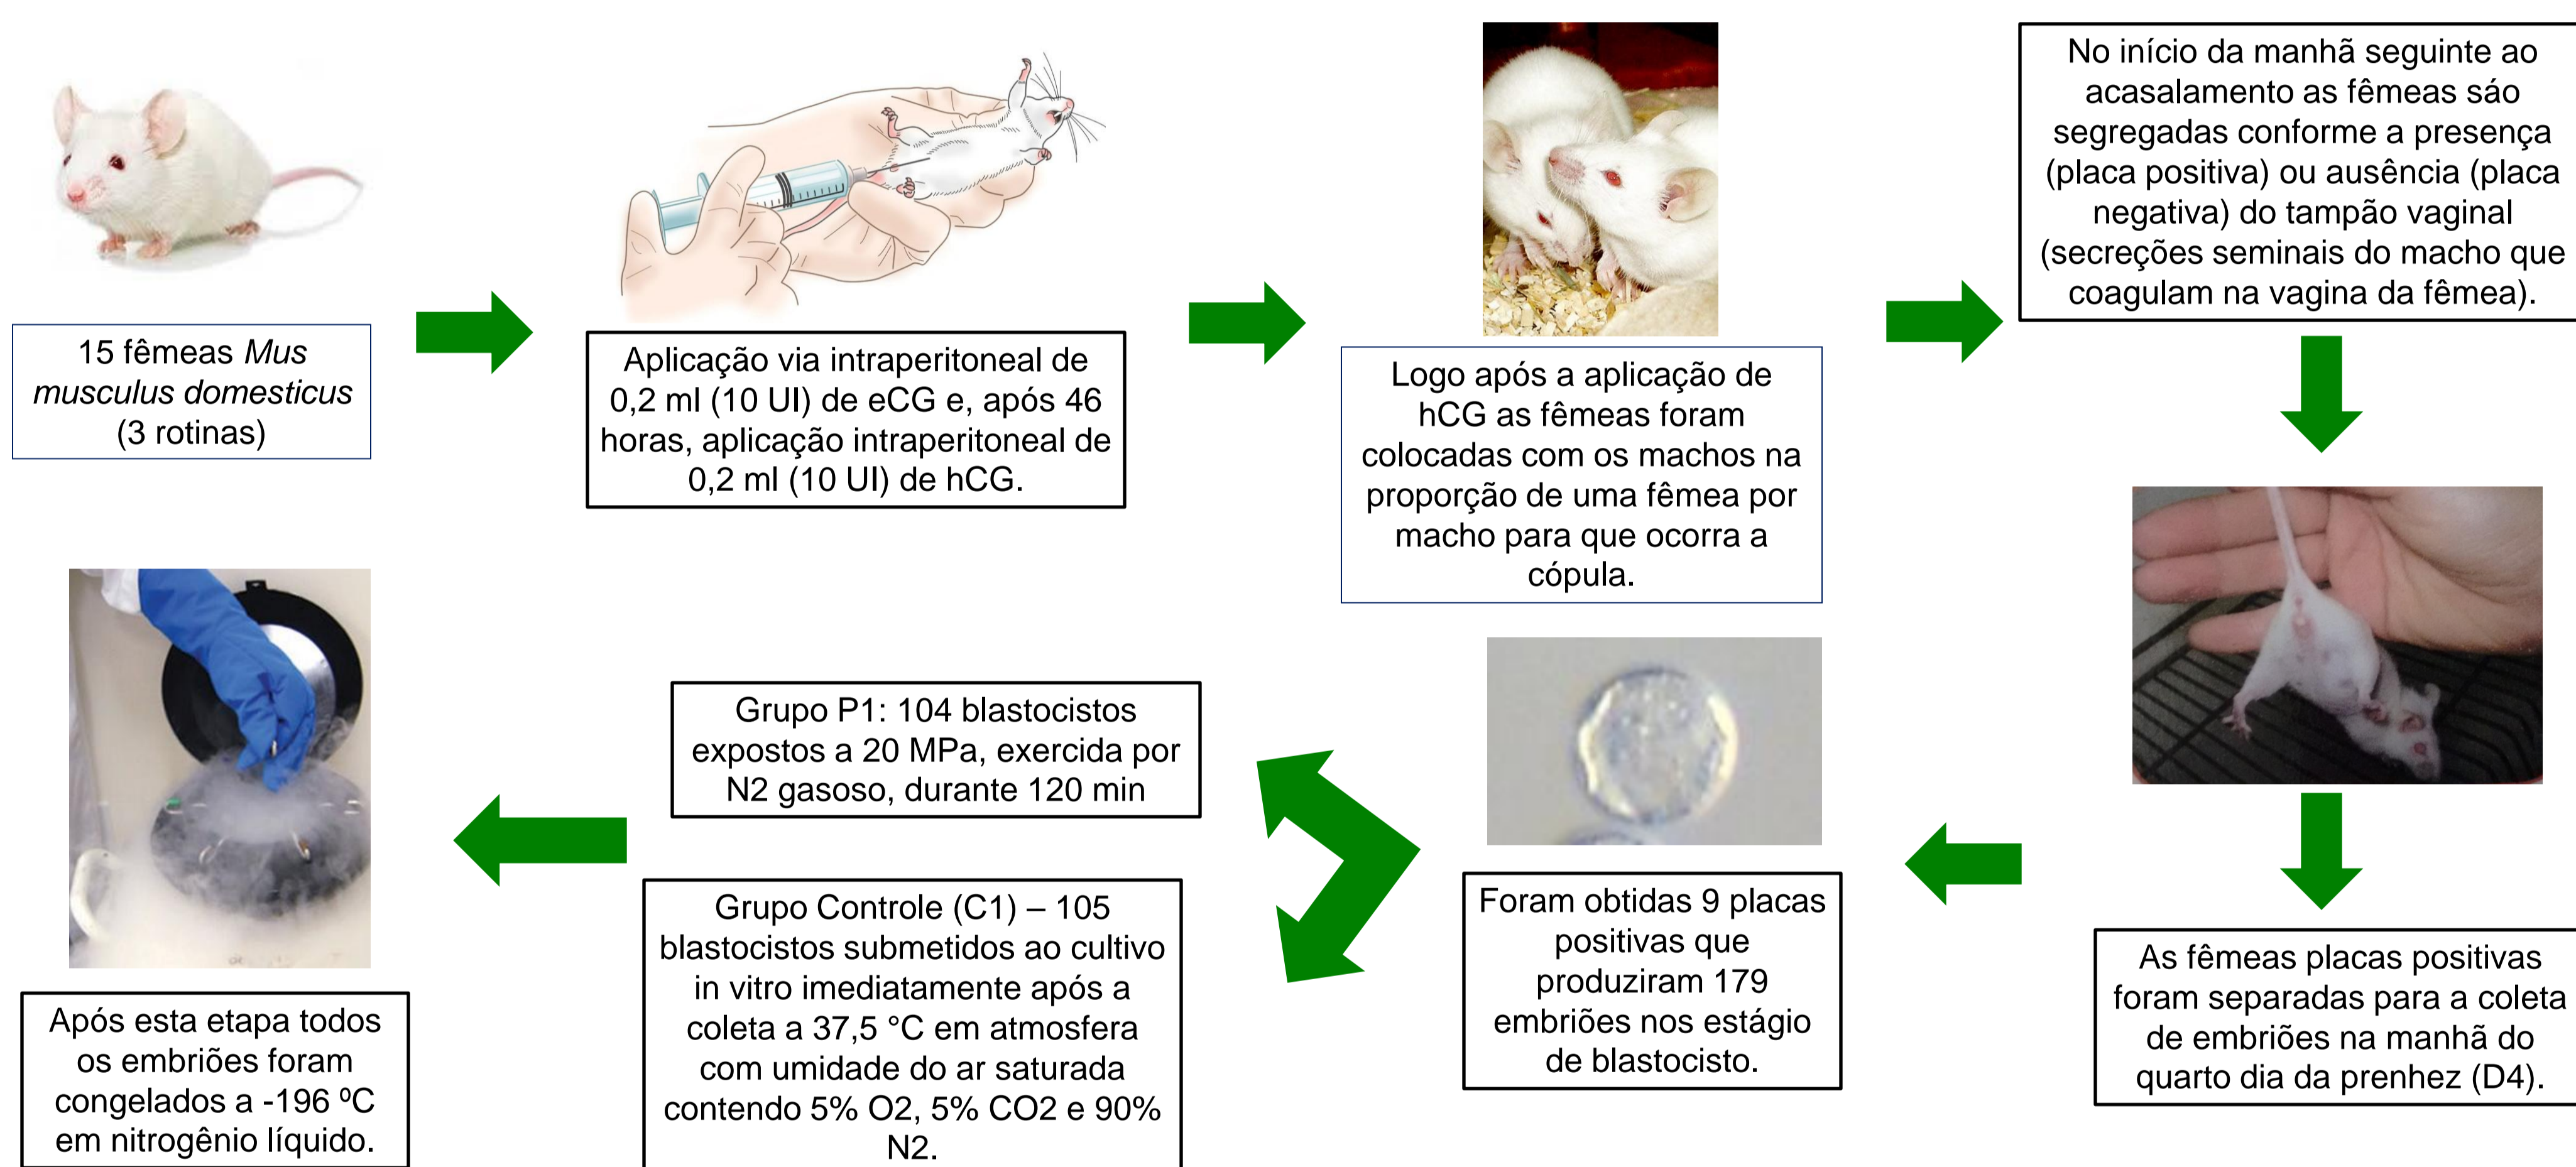 15 fêmeas Mus
musculus domesticus
(3 rotinas)
Aplicação via intraperitoneal de
0,2 ml (10 UI) de eCG e, após 46
horas, aplicação intraperitoneal de
0,2 ml (10 UI) de hCG.
Logo após a aplicação de
hCG as fêmeas foram
colocadas com os machos na
proporção de uma fêmea por
macho para que ocorra a
cópula.
No início da manhã seguinte ao
acasalamento as fêmeas sáo
segregadas conforme a presença
(placa positiva) ou ausência (placa
negativa) do tampão vaginal
(secreções seminais do macho que
coagulam na vagina da fêmea).
As fêmeas placas positivas
foram separadas para a coleta
de embriões na manhã do
quarto dia da prenhez (D4).
Foram obtidas 9 placas
positivas que
produziram 179
embriões nos estágio
de blastocisto.
Grupo P1: 104 blastocistos
expostos a 20 MPa, exercida por
N2 gasoso, durante 120 min
Grupo Controle (C1) – 105
blastocistos submetidos ao cultivo
in vitro imediatamente após a
coleta a 37,5 °C em atmosfera
com umidade do ar saturada
contendo 5% O2, 5% CO2 e 90%
N2.
Após esta etapa todos
os embriões foram
congelados a -196 ºC
em nitrogênio líquido.